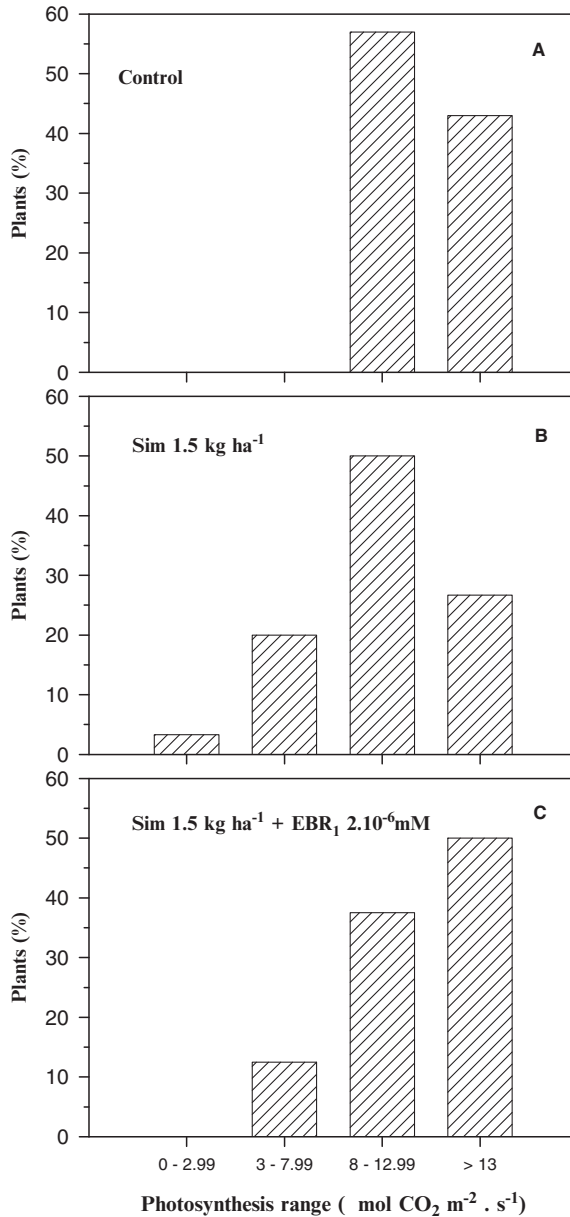 60
50
40
30
20
10
0
Plants (%)
Control
A
60
50
40
30
20
10
0
Plants (%)
Sim 1.5 kg ha-1
B
60
50
40
30
20
10
0
Plants (%)
Sim 1.5 kg ha-1 + EBR1 2.10-6mM
C
0 - 2.99 3 - 7.99 8 - 12.99 > 13
Photosynthesis range ( mol CO2 m-2 . s-1)